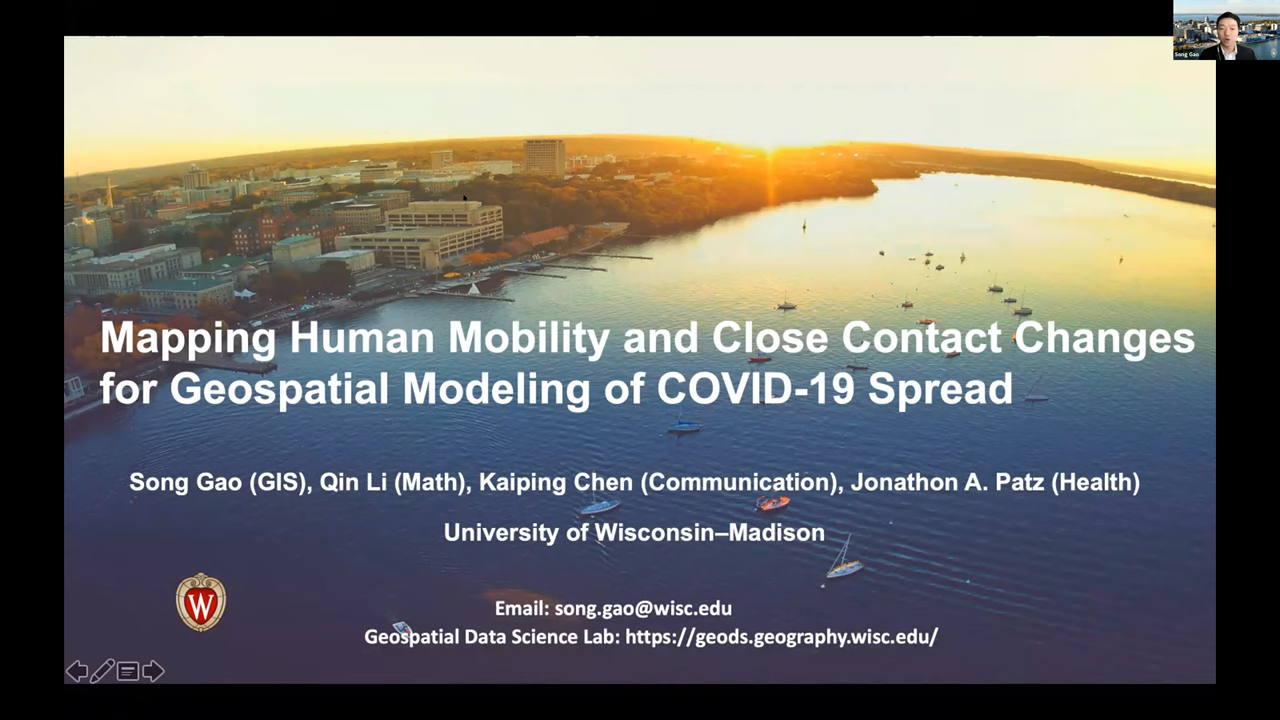 Song Gao
Mapping Human Mobility and Close Contact Changes
for Geospatial Modeling of COVID-19 Spread
Song Gao (GIS), Qin Li (Math), Kaiping Chen (Communication), Jonathon A. Patz (Health)
University of Wisconsin–Madison
W
Email: song.gao@wisc.edu
Geospatial Data Science Lab: https://geods.geography.wisc.edu/